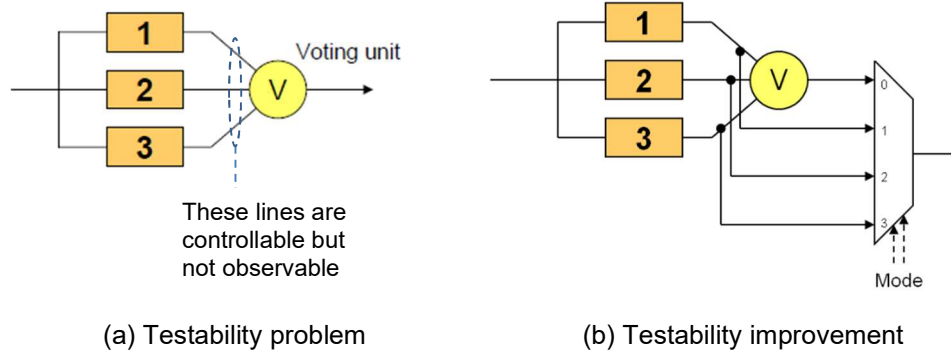 1
2
3
V
Voting unit
These lines are
controllable but
not observable
(a) Testability problem
1
2
3
V
0
1
2
3
Mode
(b) Testability improvement